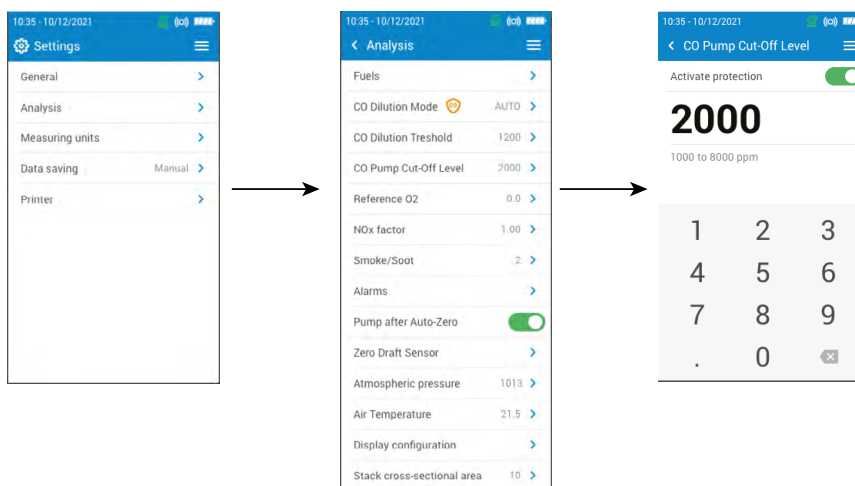 10:35 - 10/12/2021
Settings
General
Analysis
Measuring units
Data saving Manual
Printer
10:35 - 10/12/2021
Analysis
Fuels
CO Dilution Mode CO AUTO
CO Dilution Treshold 1200
CO Pump Cut-Off Level 2000
Reference O2 0.0
NOx factor 1.00
Smoke/Soot 2
Alarms
Pump after Auto-Zero
Zero Draft Sensor
Atmospheric pressure 1013
Air Temperature 21.5
Display configuration
Stack cross-sectional area 10
10:35 - 10/12/2021
CO Pump Cut-Off Level
Activate protection
2000
1000 to 8000 ppm
1 2 3
4 5 6
7 8 9
. 0